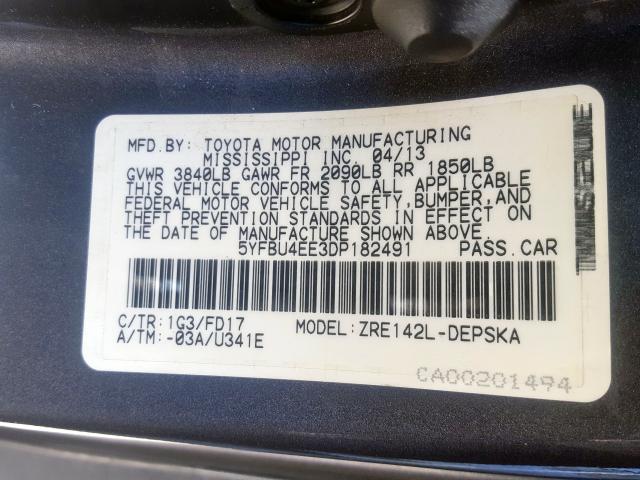 MFD.BY: TOYOTA MOTOR MANUFACTURING
MISSISSIPPI INC. 04/13
GVWR 3840LB GAWR FR 2090LB RR 1850LB
THIS VEHICLE CONFORMS TO ALL APPLICABLE
FEDERAL MOTOR VEHICLE SAFETY,BUMPER,AND
THEFT PREVENTION STANDARDS IN EFFECT ON
THE DATE OF MANUFACTURE SHOWN ABOVE.
5YFBU4EE3DP182491 PASS.CAR
C/TR:1G3/FD17 MODEL:ZRE142L-DEPSKA
A/TM:-03A/U341E
CA00201494